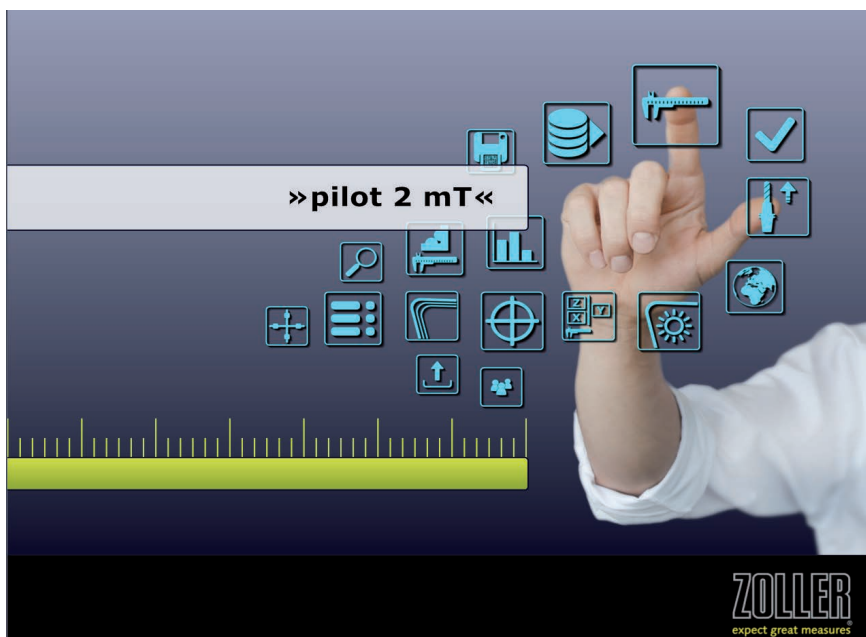 »pilot 2 mT«
Z
X
Y
ZOLLER®
expect great measures